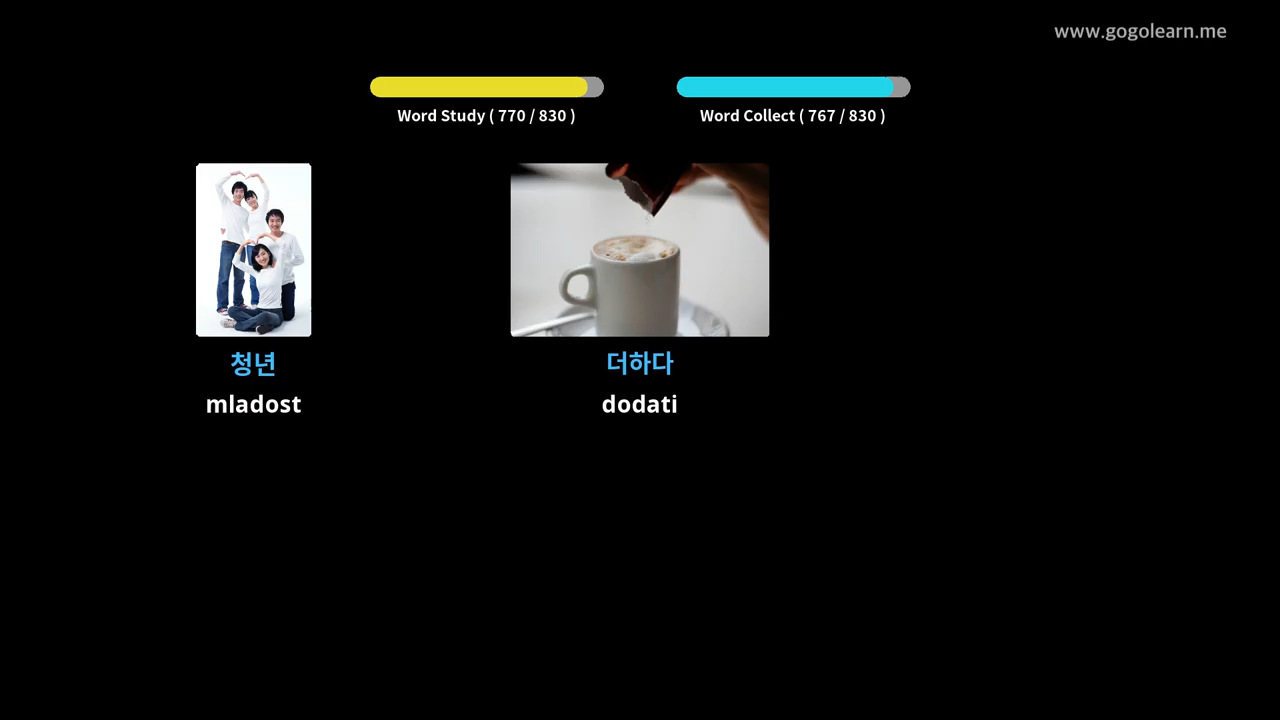 www.gogolearn.me
Word Study ( 770 / 830 )
Word Collect ( 767 / 830 )
청년
mladost
더하다
dodati